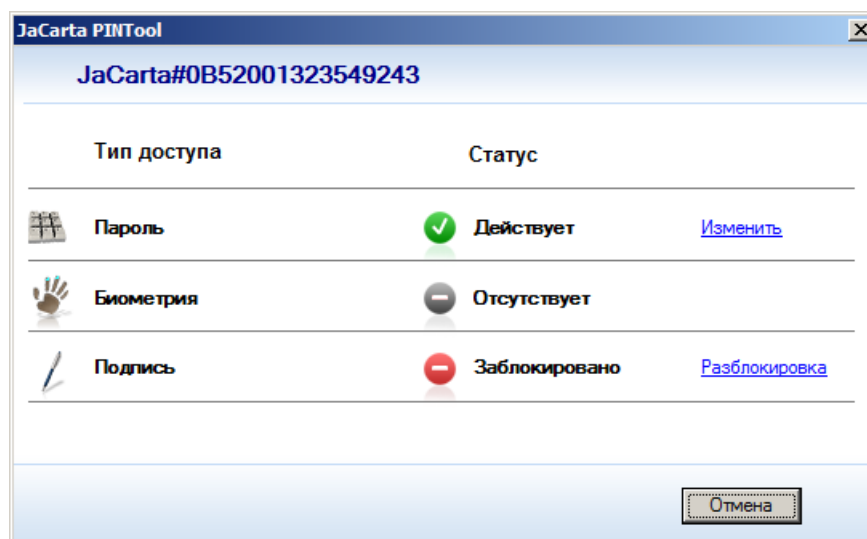 JaCarta PINTool
JaCarta#0B52001323549243
Тип доступа Статус
Пароль Действует Изменить
Биометрия Отсутствует
Подпись Заблокировано Разблокировка
Отмена